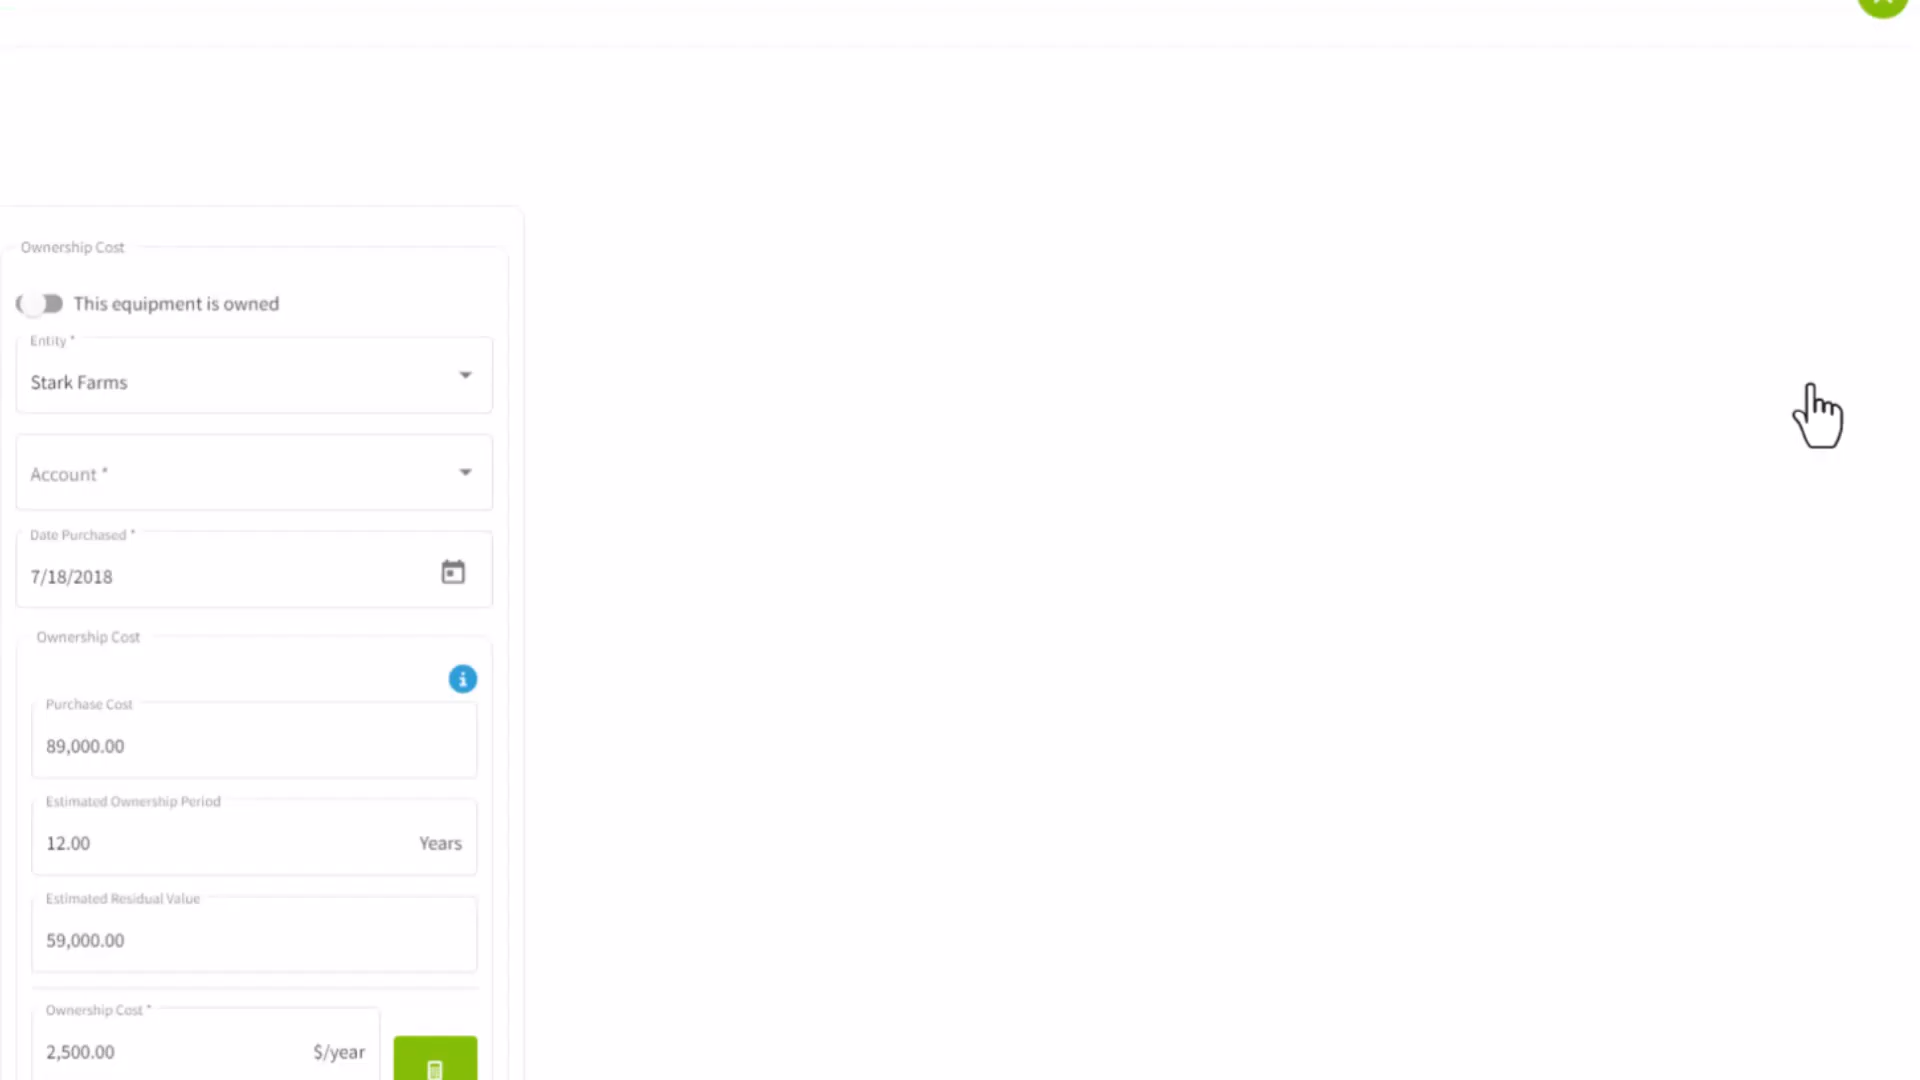 Ownership Cost
This equipment is owned
Entity *
Stark Farms
Account *
Date Purchased *
7/18/2018
Ownership Cost
Purchase Cost
89,000.00
Estimated Ownership Period
12.00 Years
Estimated Residual Value
59,000.00
Ownership Cost *
2,500.00 $/year